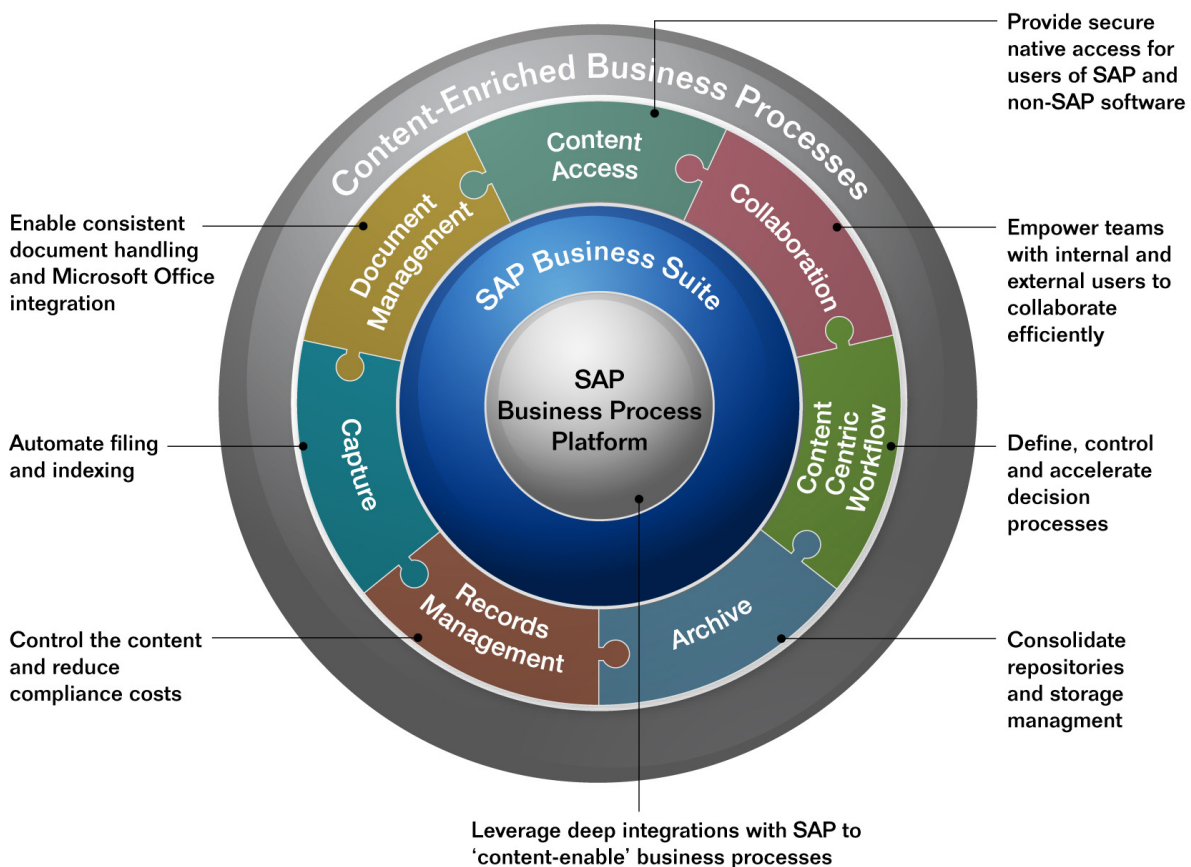 Provide secure
native access for
users of SAP and
non-SAP software
Content-Enriched Business Processes
Content
Access
Collaboration
Document
Management
Enable consistent
document handling
and Microsoft Office
integration
Empower teams
with internal and
external users to
collaborate
efficiently
SAP Business Suite
SAP
Business Process
Platform
Automate filing
and indexing
Capture
Content
Centric
Workflow
Define, control
and accelerate
decision
processes
Control the content
and reduce
compliance costs
Records
Management
Archive
Consolidate
repositories
and storage
managment
Leverage deep integrations with SAP to
‘content-enable’ business processes